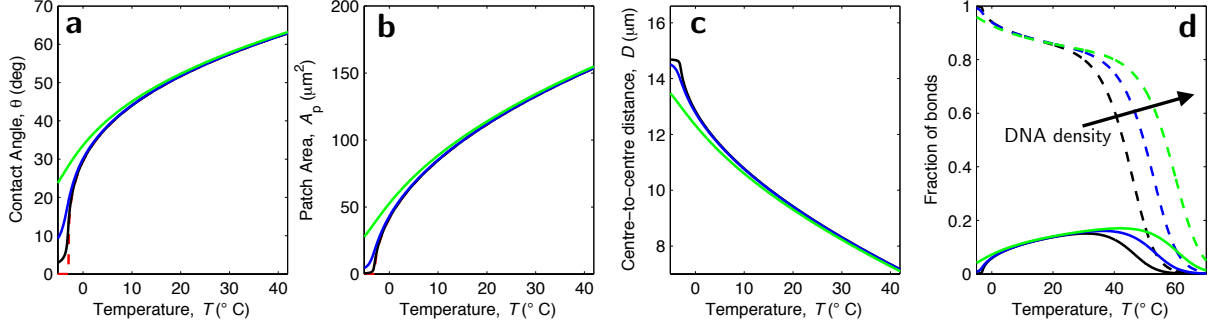 a
Contact Angle, θ (deg)
70
60
50
40
30
20
10
0
0 10 20 30 40
Temperature, T (° C)
b
Patch Area, Aₚ (μm²)
200
150
100
50
0
0 10 20 30 40
Temperature, T (° C)
c
Centre-to-centre distance, D (μm)
16
14
12
10
8
0 10 20 30 40
Temperature, T (° C)
d
Fraction of bonds
1
0.8
0.6
0.4
0.2
0
DNA density
0 20 40 60
Temperature, T (° C)